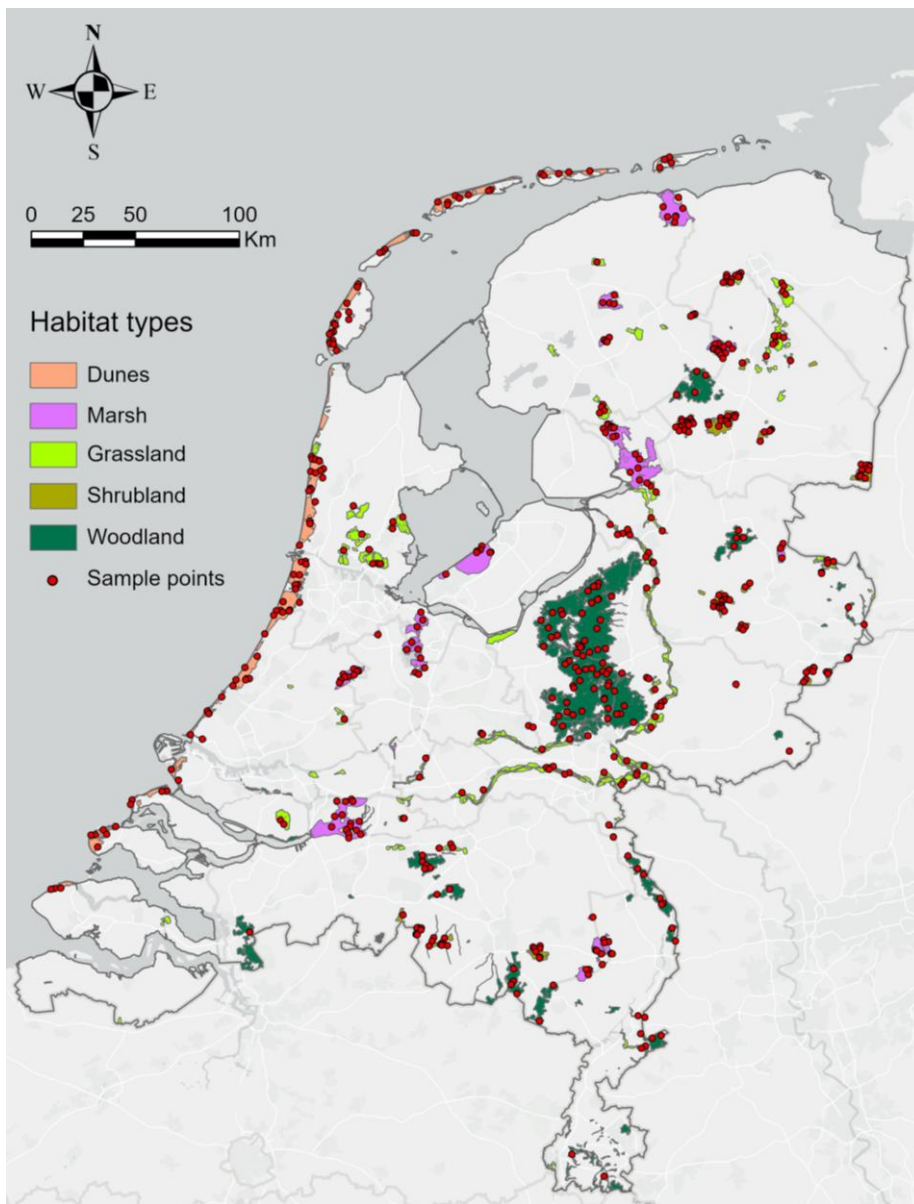 N
W E
S
0 25 50 100
Km
Habitat types
Dunes
Marsh
Grassland
Shrubland
Woodland
Sample points